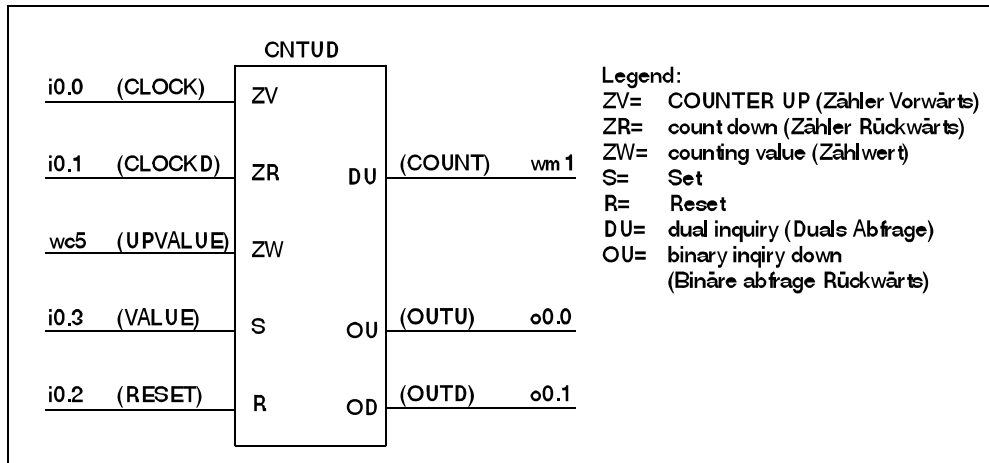 CNTUD
i0.0 (CLOCK) ZV
i0.1 (CLOCKD) ZR
DU (COUNT) wm1
wc5 (UPVALUE) ZW
i0.3 (VALUE) S
OU (OUTU) o0.0
i0.2 (RESET) R
OD (OUTD) o0.1
Legend:
ZV= COUNTER UP (Zähler Vorwärts)
ZR= count down (Zähler Rückwärts)
ZW= counting value (Zählwert)
S= Set
R= Reset
DU= dual inquiry (Duals Abfrage)
OU= binary inqiry down
(Binäre abfrage Rückwärts)